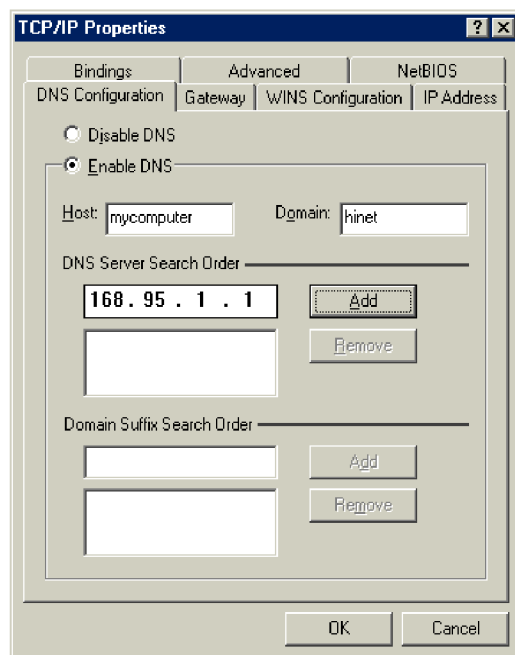 TCP/IP Properties
? X
Bindings Advanced NetBIOS
DNS Configuration Gateway WINS Configuration IP Address
Disable DNS
Enable DNS
Host: mycomputer Domain: hinet
DNS Server Search Order
168. 95 . 1 . 1 Add
Remove
Domain Suffix Search Order
Add
Remove
OK Cancel